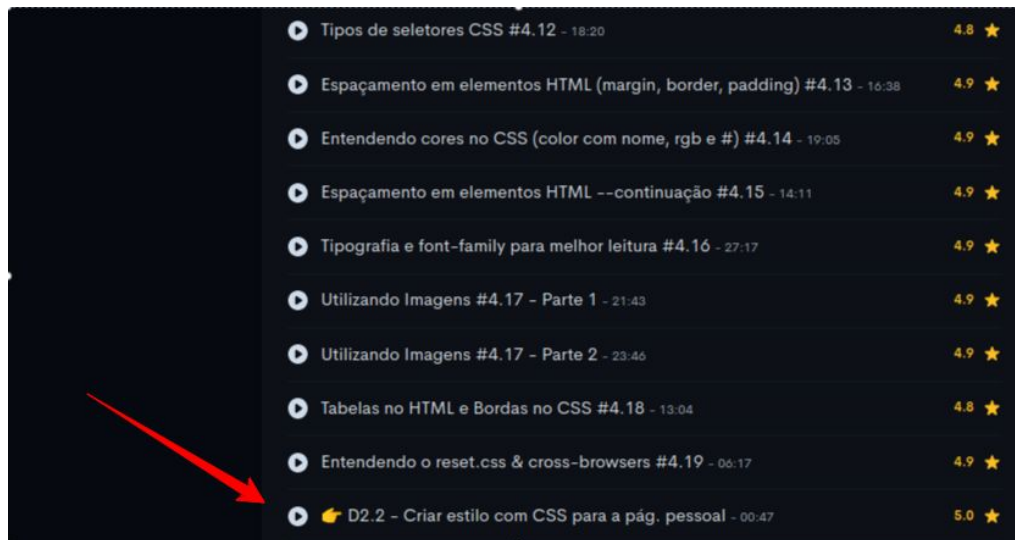 Tipos de seletores CSS #4.12 - 18:20 4.8
Espaçamento em elementos HTML (margin, border, padding) #4.13 - 16:38 4.9
Entendendo cores no CSS (color com nome, rgb e #) #4.14 - 19:05 4.9
Espaçamento em elementos HTML --continuação #4.15 - 14:11 4.9
Tipografia e font-family para melhor leitura #4.16 - 27:17 4.9
Utilizando Imagens #4.17 - Parte 1 - 21:43 4.9
Utilizando Imagens #4.17 - Parte 2 - 23:46 4.9
Tabelas no HTML e Bordas no CSS #4.18 - 13:04 4.8
Entendendo o reset.css & cross-browsers #4.19 - 06:17 4.9
👉 D2.2 - Criar estilo com CSS para a pág. pessoal - 00:47 5.0